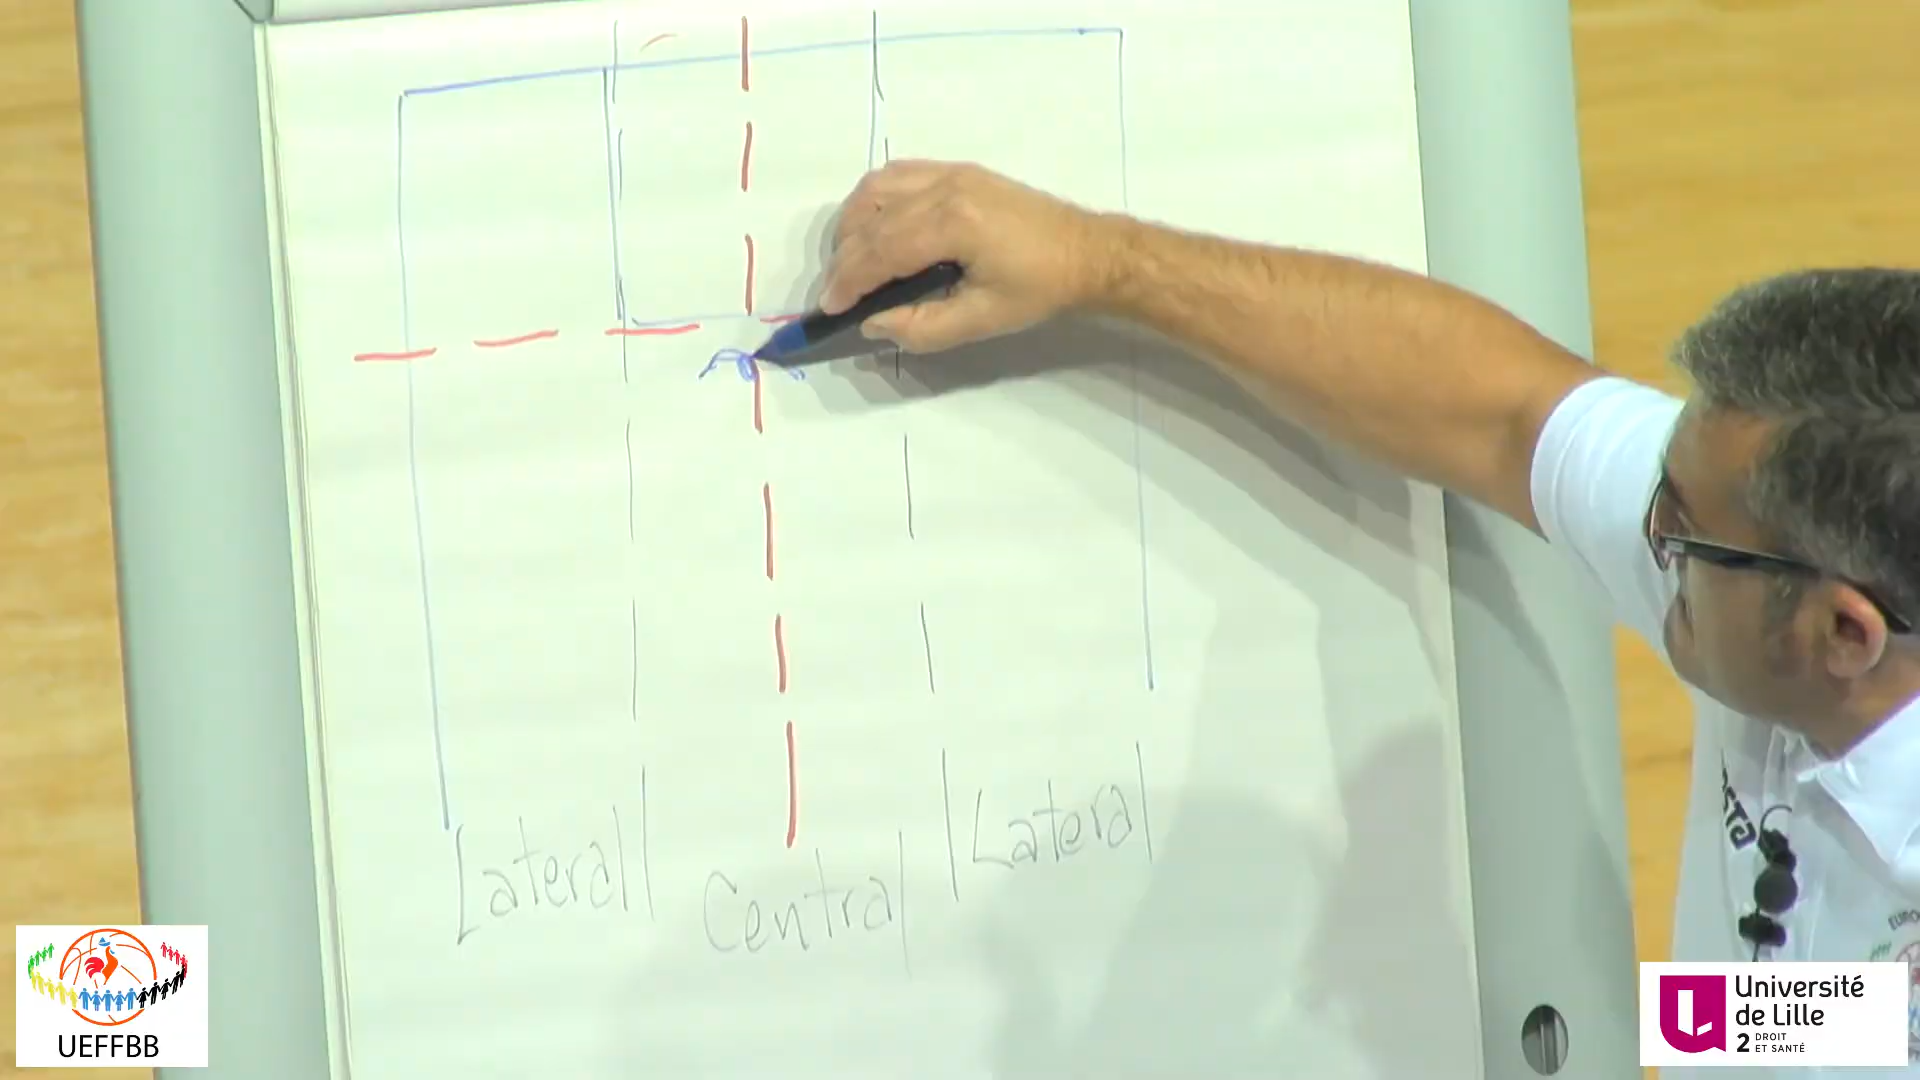 Lateral
Central
Lateral
UEFFBB
Université
de Lille
2 DROIT
ET SANTÉ